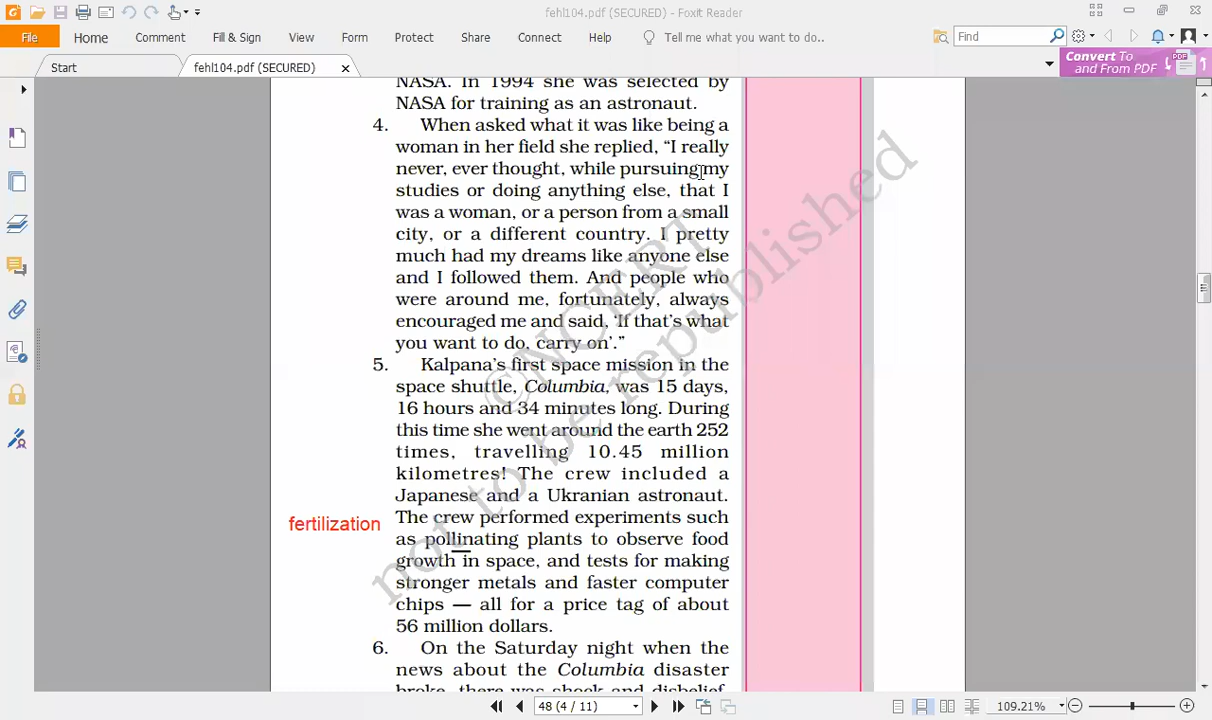 fehl104.pdf (SECURED) - Foxit Reader
File Home Comment Fill & Sign View Form Protect Share Connect Help Tell me what you want to do.. Find
Start fehl104.pdf (SECURED) Convert To and From PDF PDF
NASA. In 1994 she was selected by
NASA for training as an astronaut.
4. When asked what it was like being a
woman in her field she replied, “I really
never, ever thought, while pursuing my
studies or doing anything else, that I
was a woman, or a person from a small
city, or a different country. I pretty
much had my dreams like anyone else
and I followed them. And people who
were around me, fortunately, always
encouraged me and said, ‘If that’s what
you want to do, carry on’.”
5. Kalpana’s first space mission in the
space shuttle, Columbia, was 15 days,
16 hours and 34 minutes long. During
this time she went around the earth 252
times, travelling 10.45 million
kilometres! The crew included a
Japanese and a Ukranian astronaut.
fertilization The crew performed experiments such
as pollinating plants to observe food
growth in space, and tests for making
stronger metals and faster computer
chips — all for a price tag of about
56 million dollars.
6. On the Saturday night when the
news about the Columbia disaster
broke, there was shock and disbelief.
©NCERT
not to be republished
48 (4 / 11) 109.21%